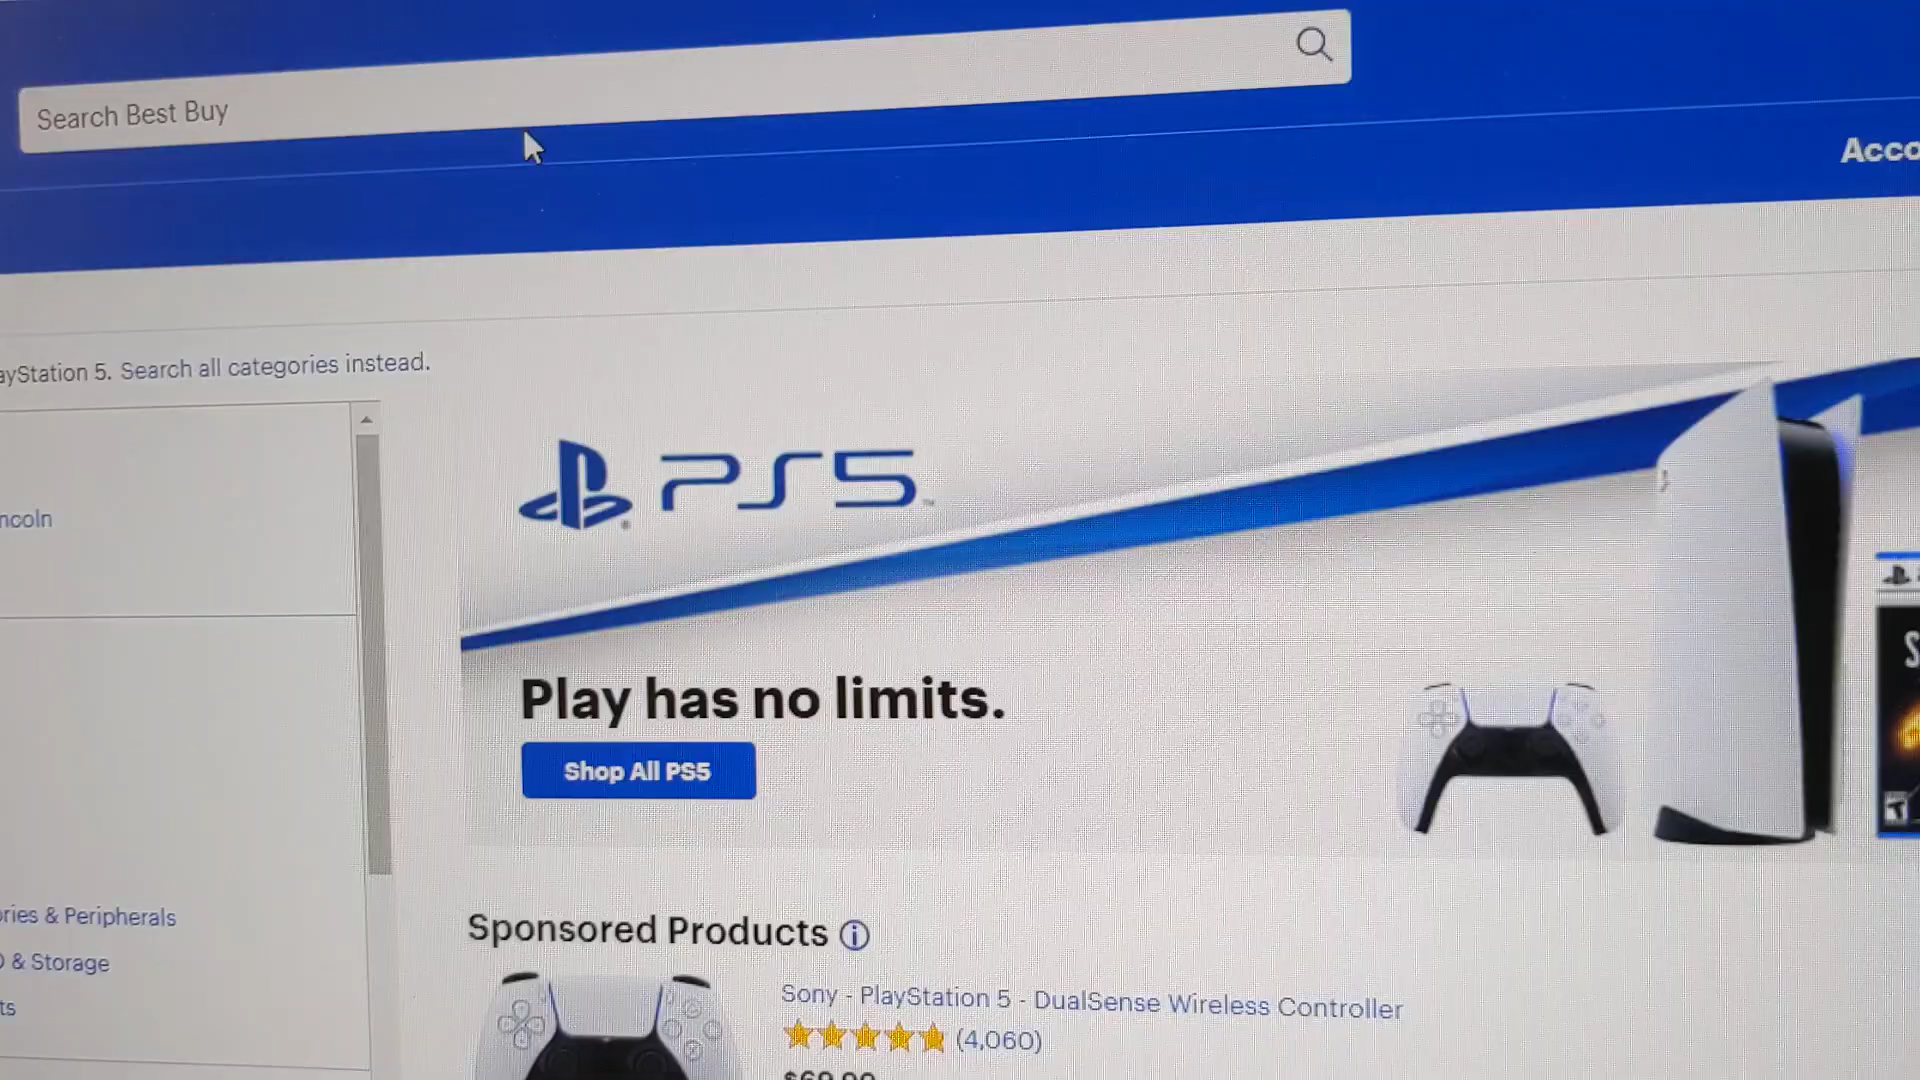 Search Best Buy
Acco
ayStation 5. Search all categories instead.
ncoln
PS5
Play has no limits.
Shop All PS5
ries & Peripherals
& Storage
ts
Sponsored Products
Sony - PlayStation 5 - DualSense Wireless Controller
(4,060)